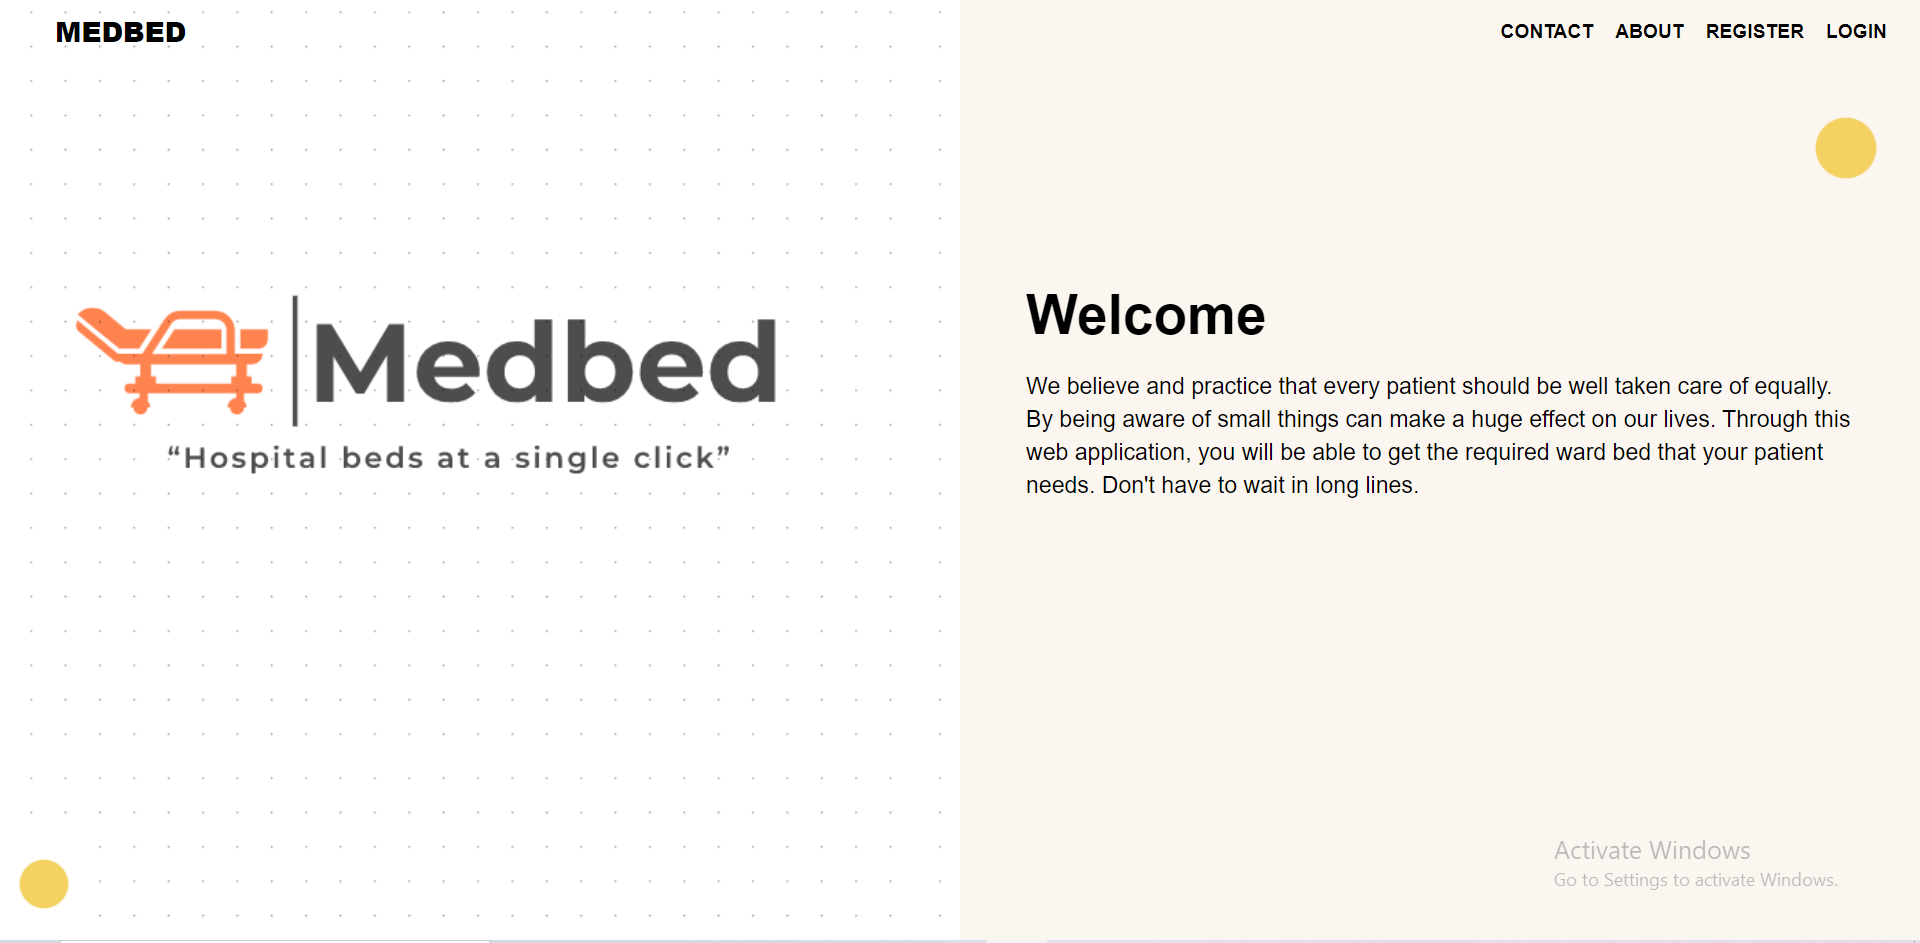 MEDBED
CONTACT ABOUT REGISTER LOGIN
Medbed
“Hospital beds at a single click”
Welcome
We believe and practice that every patient should be well taken care of equally.
By being aware of small things can make a huge effect on our lives. Through this
web application, you will be able to get the required ward bed that your patient
needs. Don't have to wait in long lines.
Activate Windows
Go to Settings to activate Windows.